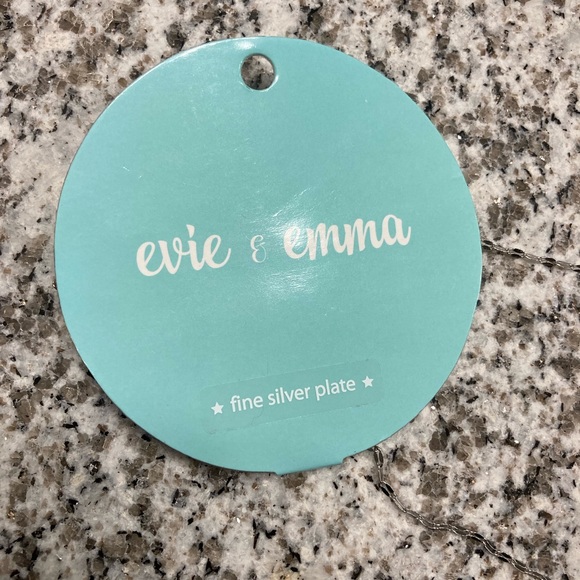 evie & emma
★ fine silver plate ★